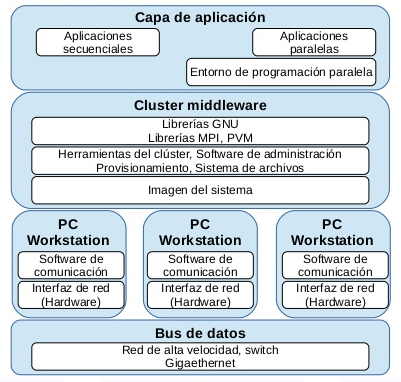 Capa de aplicación
Aplicaciones
secuenciales
Aplicaciones
paralelas
Entorno de programación paralela
Cluster middleware
Librerías GNU
Librerías MPI, PVM
Herramientas del clúster, Software de administración
Provisionamiento, Sistema de archivos
Imagen del sistema
PC
Workstation
Software de
comunicación
Interfaz de red
(Hardware)
PC
Workstation
Software de
comunicación
Interfaz de red
(Hardware)
PC
Workstation
Software de
comunicación
Interfaz de red
(Hardware)
Bus de datos
Red de alta velocidad, switch
Gigaethernet